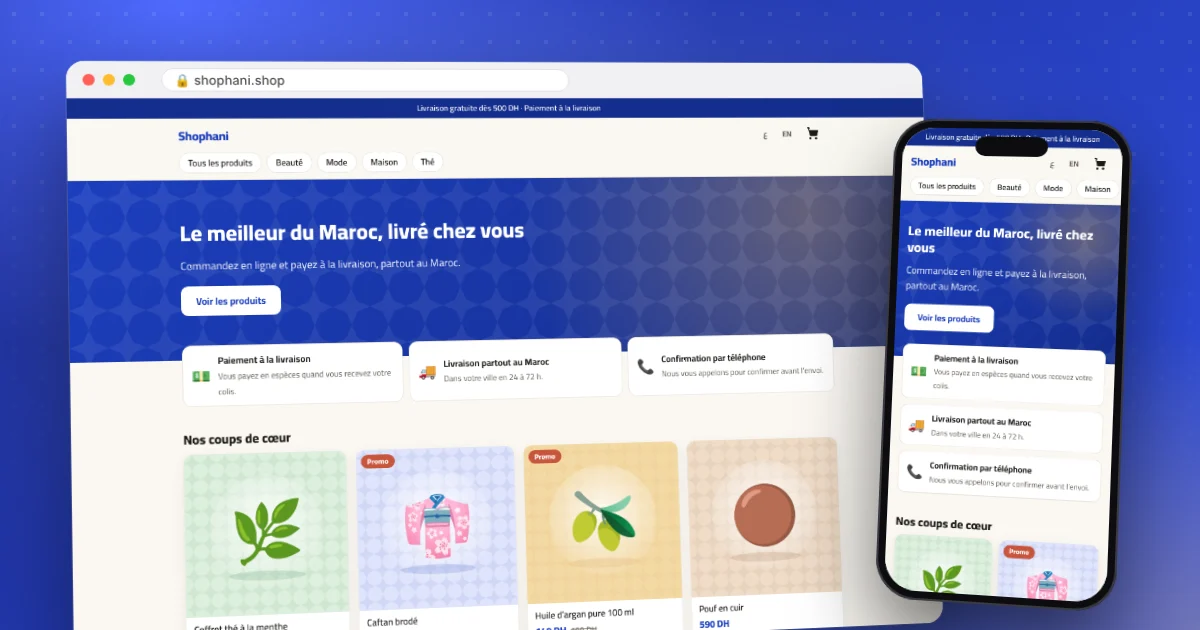 shophani.shop
Livraison gratuite dès 500 DH · Paiement à la livraison
Shophani
EN
Tous les produits
Beauté
Mode
Maison
Thé
Le meilleur du Maroc, livré chez vous
Commandez en ligne et payez à la livraison, partout au Maroc.
Voir les produits
Paiement à la livraison
Vous payez en espèces quand vous recevez votre
colis.
Livraison partout au Maroc
Dans votre ville en 24 à 72 h.
Confirmation par téléphone
Nous vous appelons pour confirmer avant l'envoi.
Nos coups de cœur
Promo
Promo
Coffret thé à la menthe
Caftan brodé
Huile d'argan pure 100 ml
Pouf en cuir
590 DH
Livraison gratuite à la livraison
Shophani
EN
Tous les produits
Beauté
Mode
Maison
Le meilleur du Maroc, livré chez
vous
Commandez en ligne et payez à la livraison,
partout au Maroc.
Voir les produits
Paiement à la livraison
Vous payez en espèces quand vous recevez votre
colis.
Livraison partout au Maroc
Dans votre ville en 24 à 72 h.
Confirmation par téléphone
Nous vous appelons pour confirmer avant l'envoi.
Nos coups de cœur
Promo